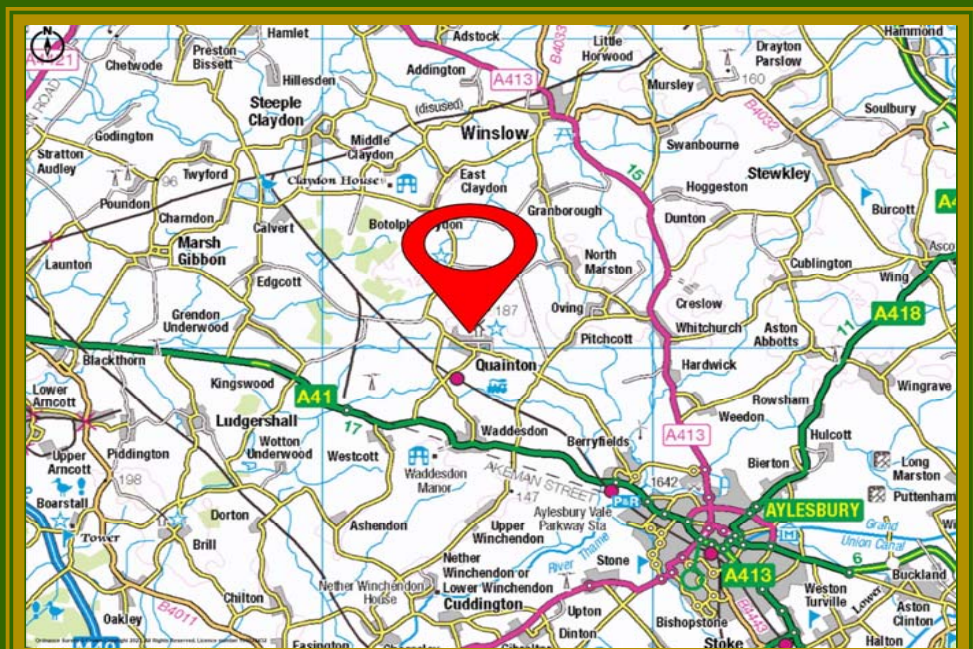 Hamlet
Adstock
Hammond
Chetwode
Preston
Bissett
Addington
B4033
Little
Horwood
Drayton
Parslow
Hillesden
A413
Mursley
160
Steeple
Claydon
(disused)
Soulbury
B4032
Godington
Middle
Claydon
Winslow
7
Stratton
Audley
Swanbourne
96
Twyford
Claydon House
East
Claydon
15
Stewkley
Poundon
Hoggeston
Charndon
Granborough
Burcott
Calvert
Dunton
Marsh
Gibbon
North
Marston
Cublington
Launton
Edgcott
Wing
Creslow
Grendon
Underwood
187
Oving
A418
Whitchurch
Aston
Abbotts
11
Pitchcott
Blackthorn
Quainton
Hardwick
Lower
Arncott
Kingswood
Wingrave
A41
Rowsham
Ludgershall
17
Weedon
Waddesdon
Hulcott
Piddington
Wotton
Underwood
Westcott
Berryfields
A413
Upper
Arncott
Bierton
Long
Marston
Waddesdon
Manor
AKEMAN STREET
1642
198
147
P&R
Puttenham
Boarstall
Aylesbury Vale
Parkway Sta
AYLESBURY
Tower
Dorton
Ashendon
Upper
Winchendon
Grand
Union Canal
Brill
River
Thame
Stone
Nether
Winchendon or
Lower Winchendon
6
A413
Nether Winchendon
House
Buckland
Chilton
Cuddington
Weston
Turville
B4011
Upton
Aston
Clinton
Oakley
Bishopstone
B4443
Lower
Dinton
Halton
Easington
Stoke